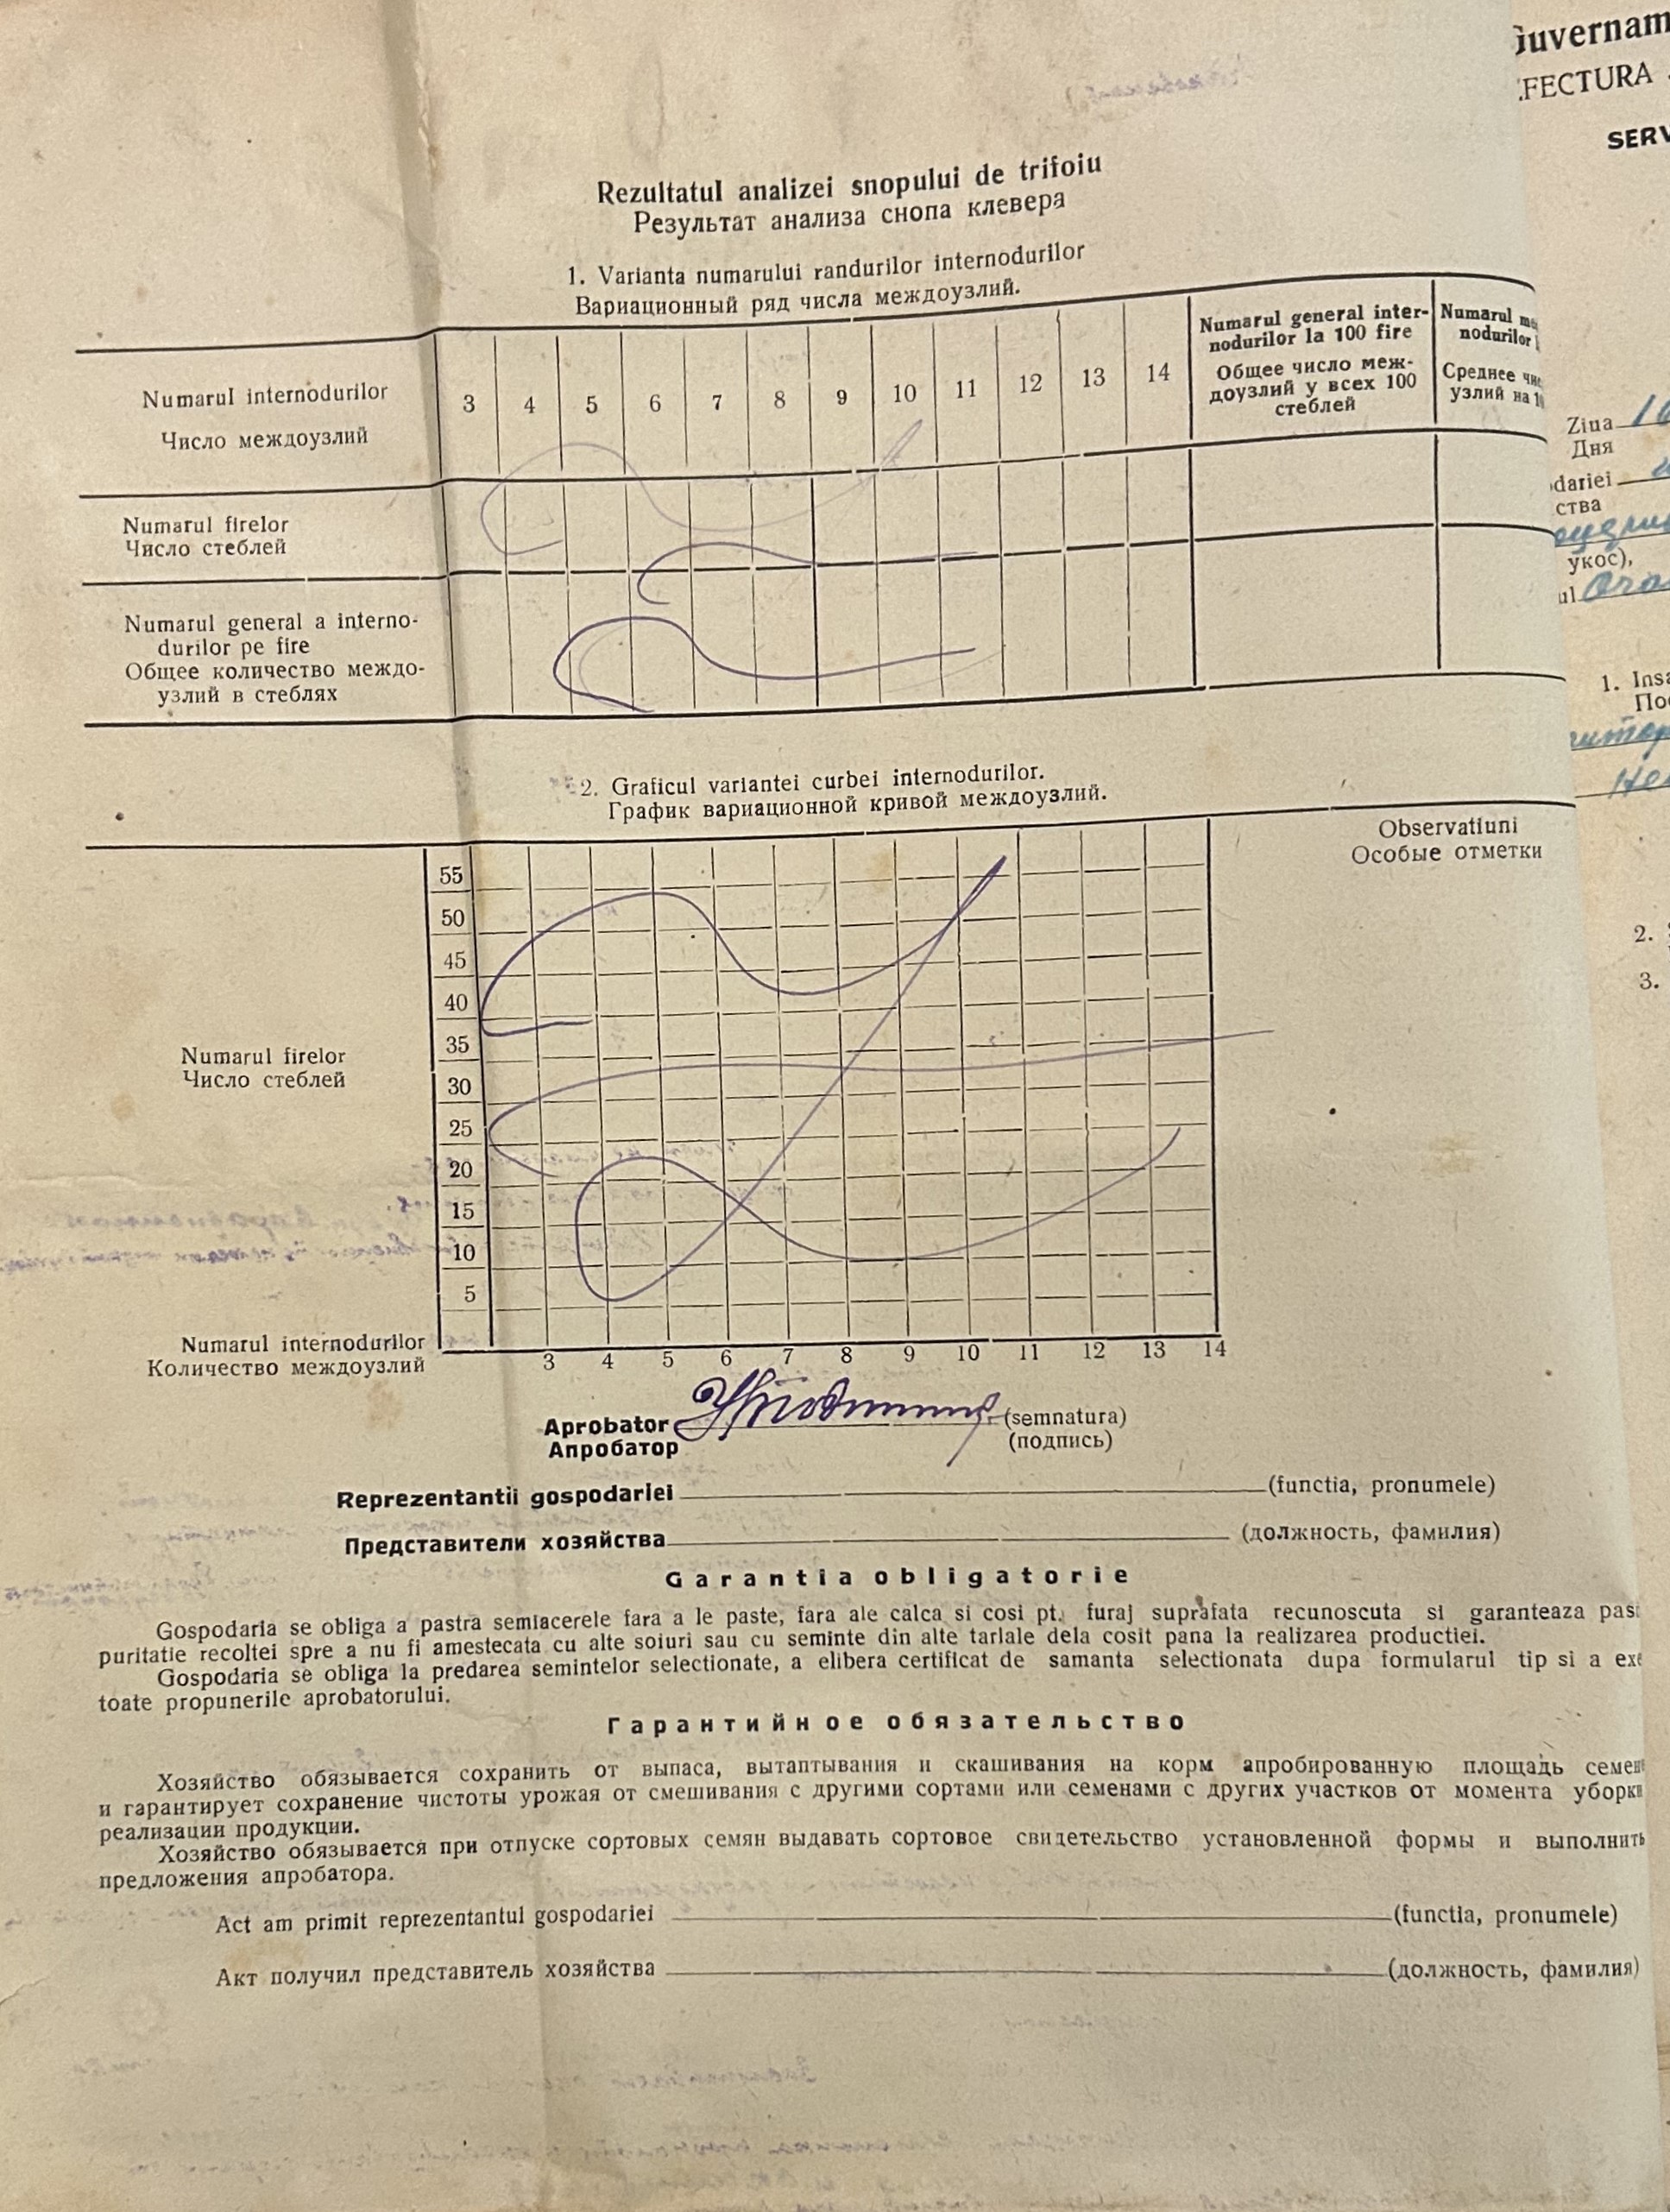 Rezultatul analizei snopului de trifoiu
Результат анализа снопа клевера
1. Varianta numarului randurilor internodurilor
Вариационный ряд числа междоузлий.
Numarul internodurilor
Число междоузлий
3 4 5 6 7 8 9 10 11 12 13 14
Numarul general inter-
nodurilor la 100 fire
Общее число меж-
доузлий у всех 100
стеблей
Numarul
nodurilor
Среднее
узлий на
Numarul firelor
Число стеблей
Numarul general a interno-
durilor pe fire
Общее количество междо-
узлий в стеблях
2. Graficul variantei curbei internodurilor.
График вариационной кривой междоузлий.
Observatiuni
Особые отметки
55
50
45
40
35
Numarul firelor
Число стеблей
30
25
20
15
10
5
Numarul internodurilor
Количество междоузлий
3 4 5 6 7 8 9 10 11 12 13 14
Aprobator (semnatura)
Апробатор (подпись)
Reprezentantii gospodariei (functia, pronumele)
Представители хозяйства (должность, фамилия)
Garantia obligatorie
Gospodaria se obliga a pastra semiacerele fara a le paste, fara ale calca si cosi pt. furaj suprafata recunoscuta si garanteaza
puritatie recoltei spre a nu fi amestecata cu alte soiuri sau cu seminte din alte tarlale dela cosit pana la realizarea productiei.
Gospodaria se obliga la predarea semintelor selectionate, a elibera certificat de samanta selectionata dupa formularul tip si a
toate propunerile aprobatorului.
Гарантийное обязательство
Хозяйство обязывается сохранить от выпаса, вытаптывания и скашивания на корм апробированную площадь
и гарантирует сохранение чистоты урожая от смешивания с другими сортами или семенами с других участков от момента уборки
реализации продукции.
Хозяйство обязывается при отпуске сортовых семян выдавать сортовое свидетельство установленной формы и выполнить
предложения апробатора.
Act am primit reprezentantul gospodariei (functia, pronumele)
Акт получил представитель хозяйства (должность, фамилия)
FECTURA
SERV
Ziua
Дня
dariei
ства
укос),
ul
1. Insa
2.
3.